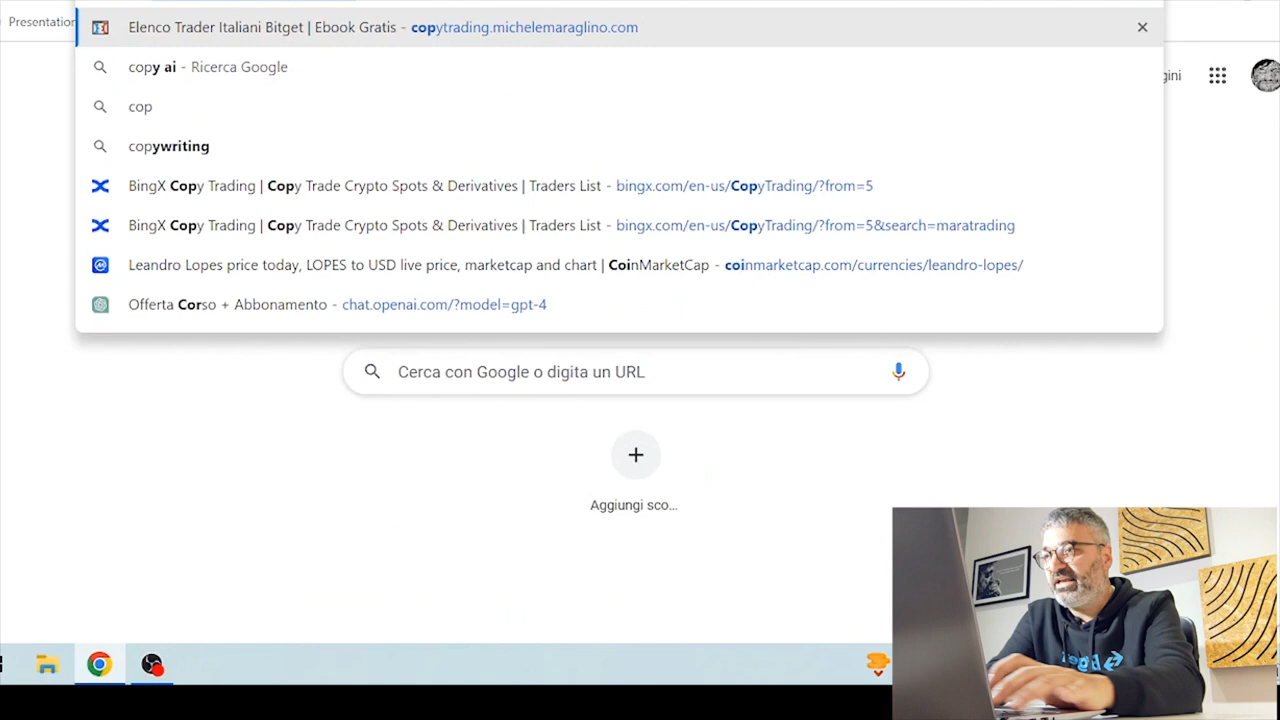 Presentation
Elenco Trader Italiani Bitget | Ebook Gratis - copytrading.michelemaraglino.com
gini
copy ai - Ricerca Google
cop
copywriting
BingX Copy Trading | Copy Trade Crypto Spots & Derivatives | Traders List - bingx.com/en-us/CopyTrading/?from=5
BingX Copy Trading | Copy Trade Crypto Spots & Derivatives | Traders List - bingx.com/en-us/CopyTrading/?from=5&search=maratrading
Leandro Lopes price today, LOPES to USD live price, marketcap and chart | CoinMarketCap - coinmarketcap.com/currencies/leandro-lopes/
Offerta Corso + Abbonamento - chat.openai.com/?model=gpt-4
Cerca con Google o digita un URL
Aggiungi sco...